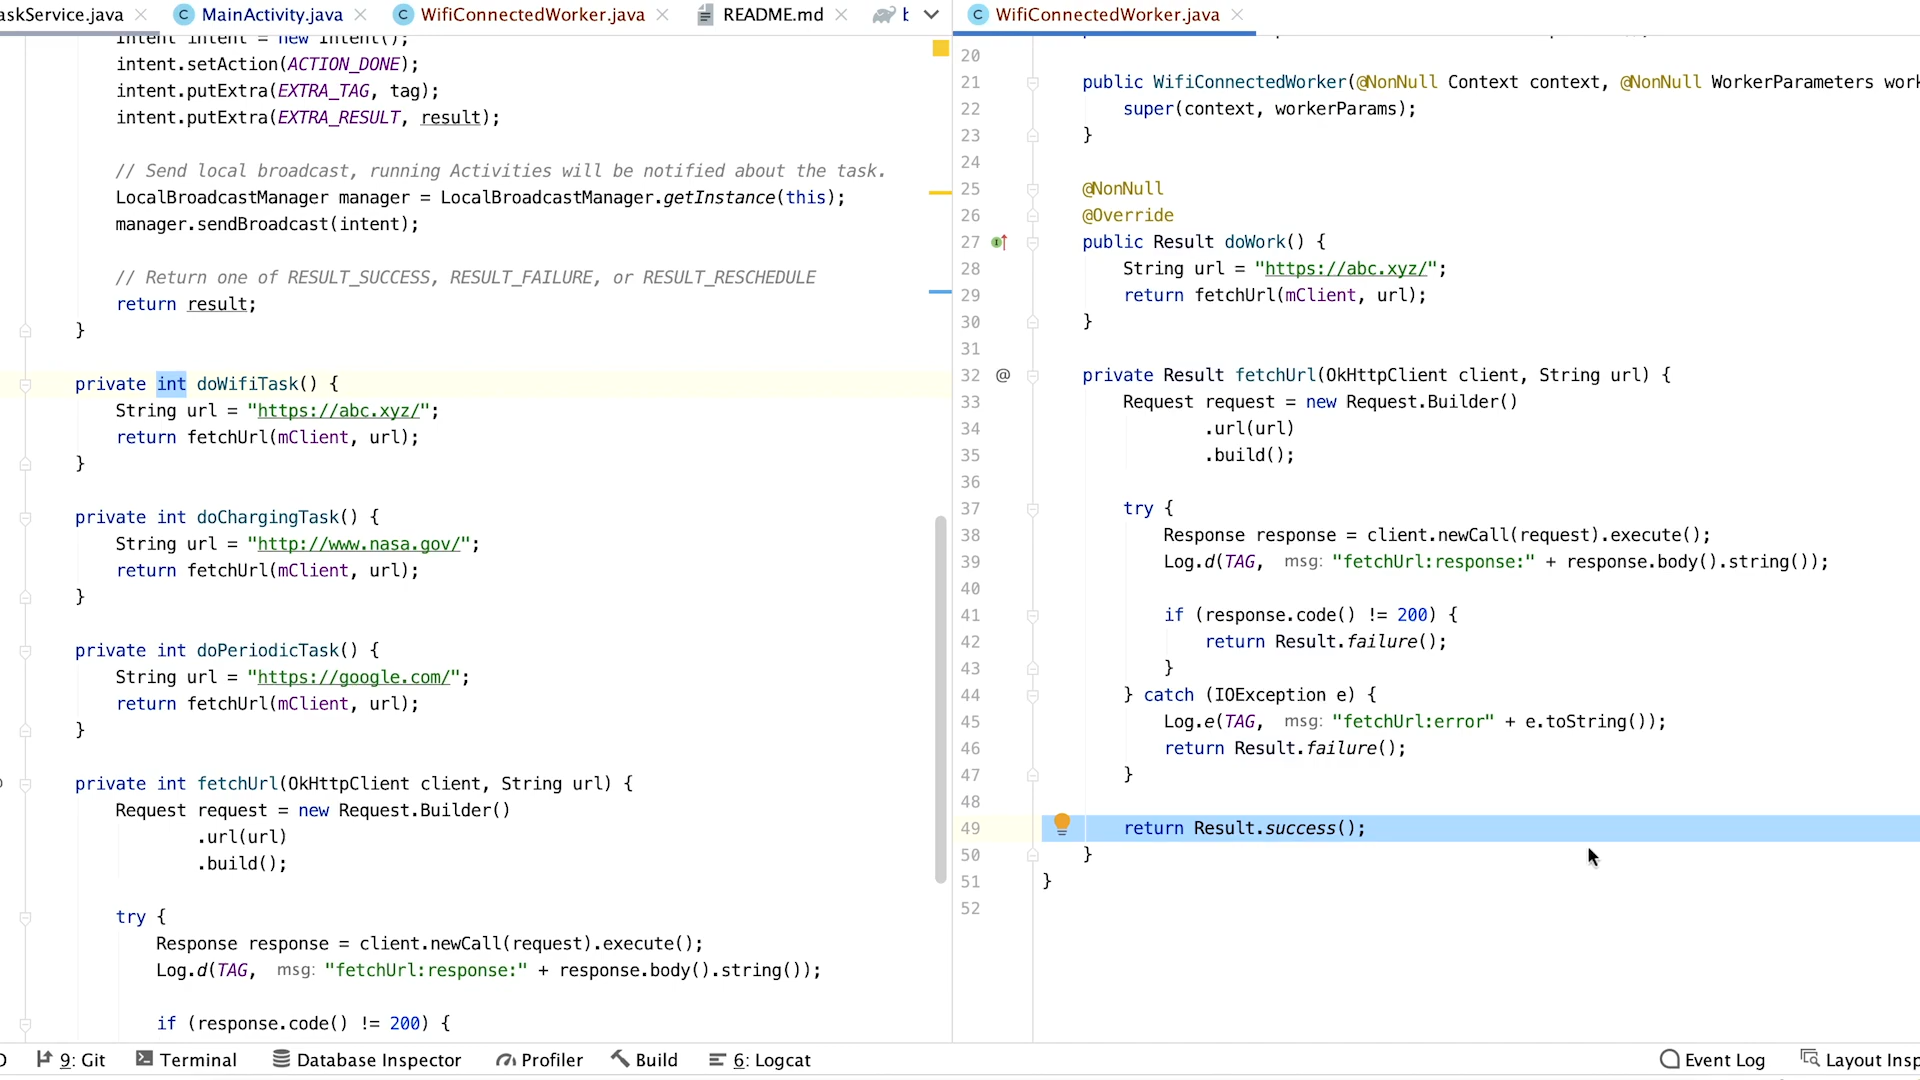 askService.java MainActivity.java WifiConnectedWorker.java README.md b
Intent intent = new Intent();
intent.setAction(ACTION_DONE);
intent.putExtra(EXTRA_TAG, tag);
intent.putExtra(EXTRA_RESULT, result);
// Send local broadcast, running Activities will be notified about the task.
LocalBroadcastManager manager = LocalBroadcastManager.getInstance(this);
manager.sendBroadcast(intent);
// Return one of RESULT_SUCCESS, RESULT_FAILURE, or RESULT_RESCHEDULE
return result;
}
private int doWifiTask() {
String url = "https://abc.xyz/";
return fetchUrl(mClient, url);
}
private int doChargingTask() {
String url = "http://www.nasa.gov/";
return fetchUrl(mClient, url);
}
private int doPeriodicTask() {
String url = "https://google.com/";
return fetchUrl(mClient, url);
}
private int fetchUrl(OkHttpClient client, String url) {
Request request = new Request.Builder()
.url(url)
.build();
try {
Response response = client.newCall(request).execute();
Log.d(TAG, msg: "fetchUrl:response:" + response.body().string());
if (response.code() != 200) {
WifiConnectedWorker.java
20
21 public WifiConnectedWorker(@NonNull Context context, @NonNull WorkerParameters work
22 super(context, workerParams);
23 }
24
25 @NonNull
26 @Override
27 public Result doWork() {
28 String url = "https://abc.xyz/";
29 return fetchUrl(mClient, url);
30 }
31
32 @ private Result fetchUrl(OkHttpClient client, String url) {
33 Request request = new Request.Builder()
34 .url(url)
35 .build();
36
37 try {
38 Response response = client.newCall(request).execute();
39 Log.d(TAG, msg: "fetchUrl:response:" + response.body().string());
40
41 if (response.code() != 200) {
42 return Result.failure();
43 }
44 } catch (IOException e) {
45 Log.e(TAG, msg: "fetchUrl:error" + e.toString());
46 return Result.failure();
47 }
48
49 return Result.success();
50 }
51 }
52
9: Git Terminal Database Inspector Profiler Build 6: Logcat Event Log Layout Insp